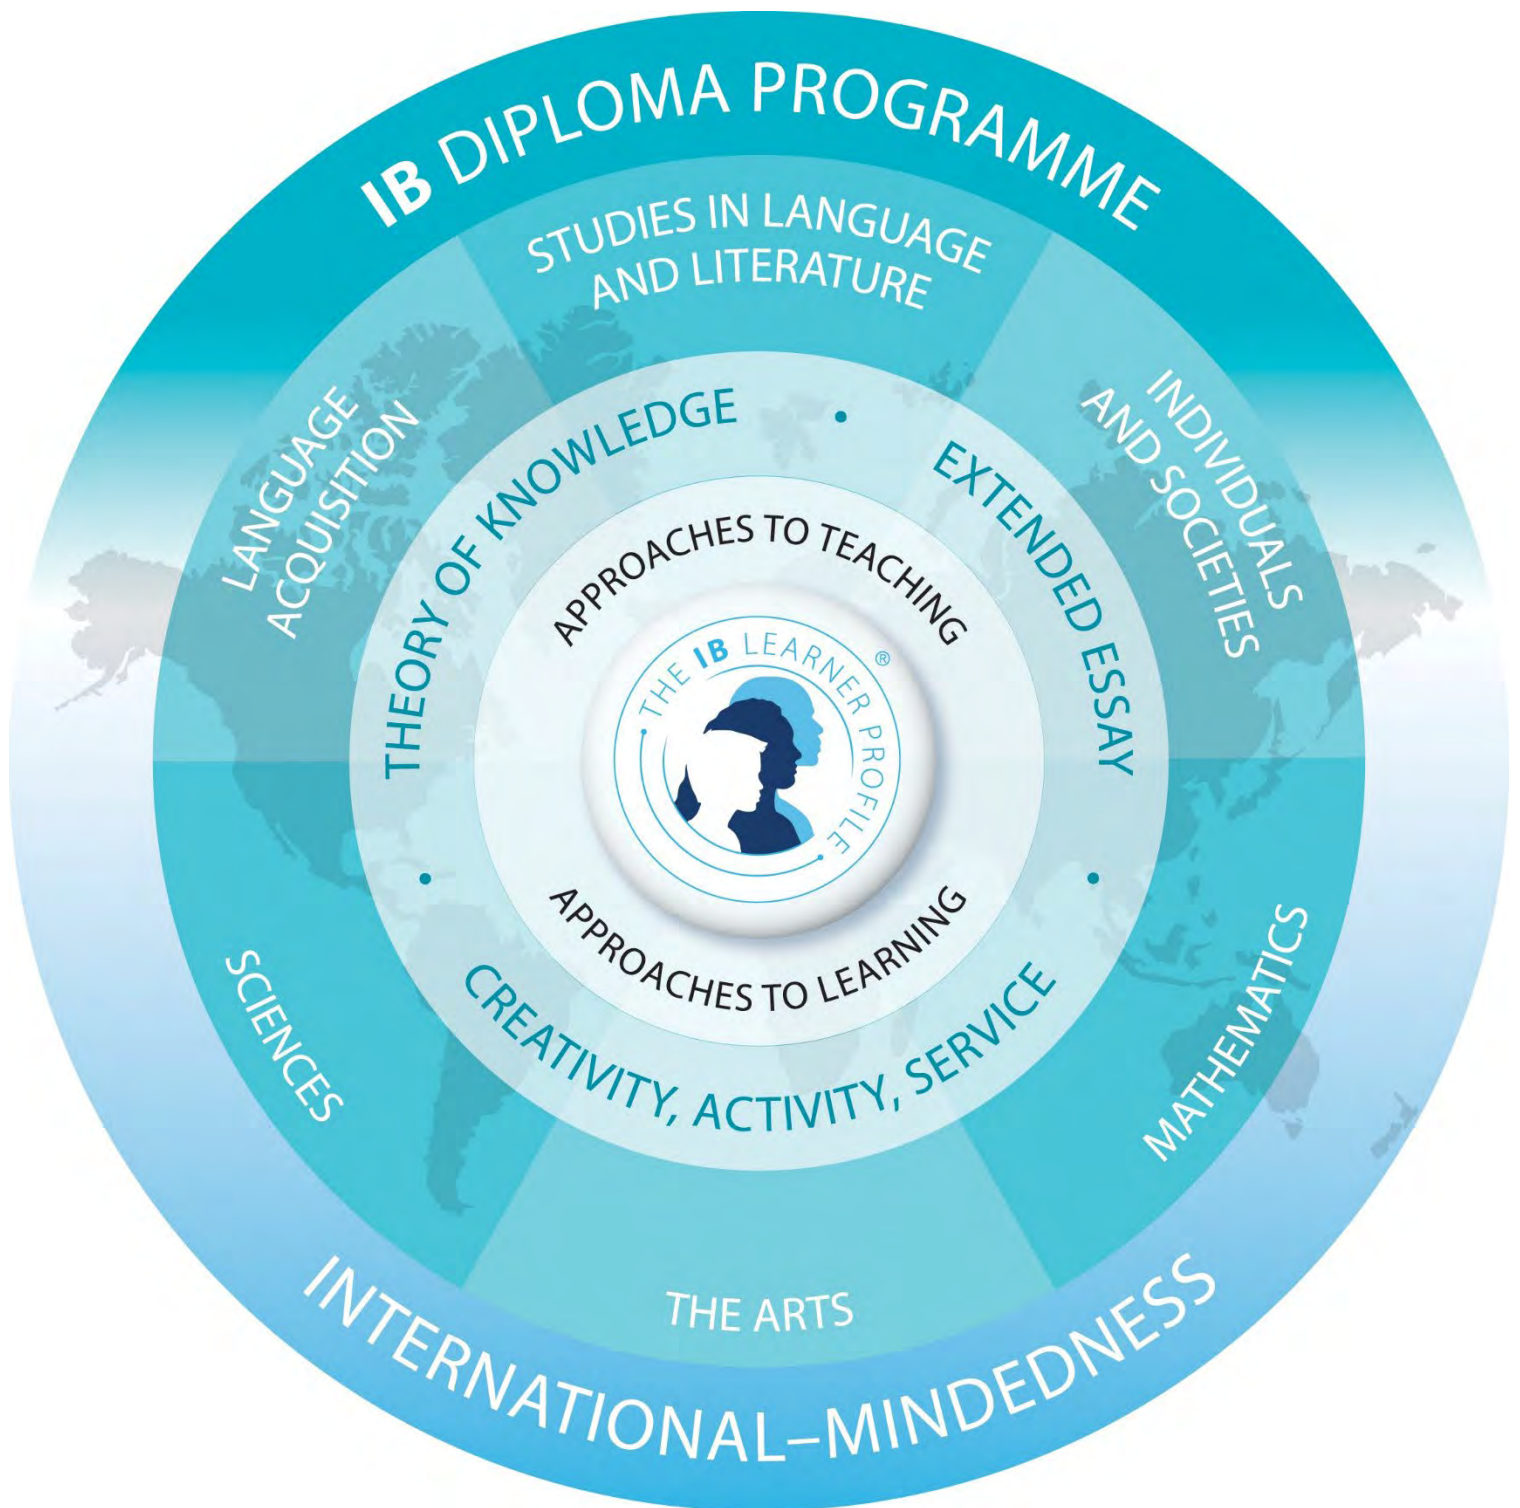 IB DIPLOMA PROGRAMME
STUDIES IN LANGUAGE
AND LITERATURE
LANGUAGE
ACQUISITION
INDIVIDUALS
AND SOCIETIES
THEORY OF KNOWLEDGE
•
EXTENDED ESSAY
•
APPROACHES TO TEACHING
THE IB LEARNER PROFILE
®
APPROACHES TO LEARNING
•
CREATIVITY, ACTIVITY, SERVICE
SCIENCES
MATHEMATICS
THE ARTS
INTERNATIONAL–MINDEDNESS